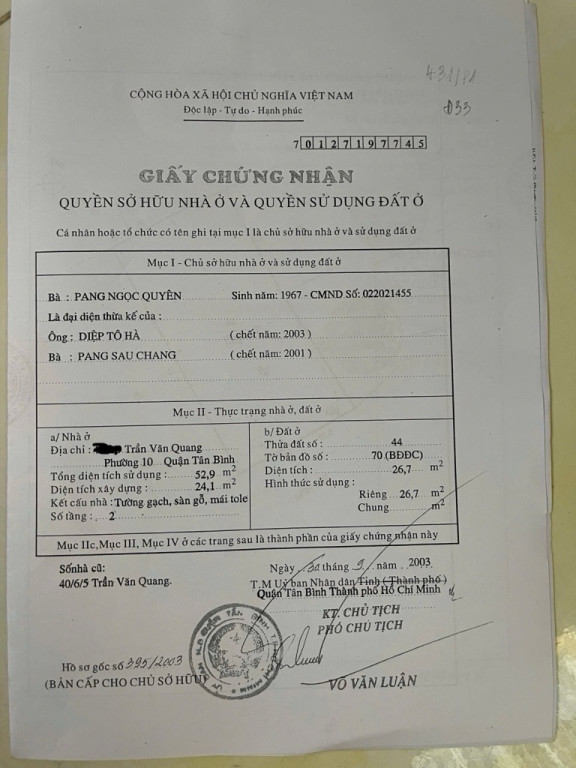 431/91
033
CỘNG HÒA XÃ HỘI CHỦ NGHĨA VIỆT NAM
Độc lập - Tự do - Hạnh phúc
7 0 1 2 7 1 9 7 7 4 5
GIẤY CHỨNG NHẬN
QUYỀN SỞ HỮU NHÀ Ở VÀ QUYỀN SỬ DỤNG ĐẤT Ở
Cá nhân hoặc tổ chức có tên ghi tại mục I là chủ sở hữu nhà ở và sử dụng đất ở
Mục I - Chủ sở hữu nhà ở và sử dụng đất ở
Bà : PANG NGỌC QUYÊN Sinh năm: 1967 - CMND Số: 022021455
Là đại diện thừa kế của :
Ông : DIỆP TÔ HÀ ( chết năm: 2003 )
Bà : PANG SAU CHANG ( chết năm: 2001 )
Mục II - Thực trạng nhà ở, đất ở
a/ Nhà ở
Địa chỉ : Trần Văn Quang
Phường 10 Quận Tân Bình
Tổng diện tích sử dụng : 52,9 m2
Diện tích xây dựng : 24,1 m2
Kết cấu nhà : Tường gạch, sàn gỗ, mái tole
Số tầng : 2
b/ Đất ở
Thửa đất số : 44
Tờ bản đồ số : 70 (BĐĐC)
Diện tích : 26,7 m2
Hình thức sử dụng :
Riêng 26,7 m2
Chung m2
Mục IIc,Mục III, Mục IV ở các trang sau là thành phần của giấy chứng nhận này
Sốnhà cũ:
40/6/5 Trần Văn Quang.
Ngày 30 tháng 9 năm 2003
T.M Uỷ ban Nhân dân Tỉnh ( Thành phố )
Quận Tân Bình Thành phố Hồ Chí Minh
KT. CHỦ TỊCH
PHÓ CHỦ TỊCH
Hồ sơ gốc số 395/2003
(BẢN CẤP CHO CHỦ SỞ HỮU)
VÕ VĂN LUẬN